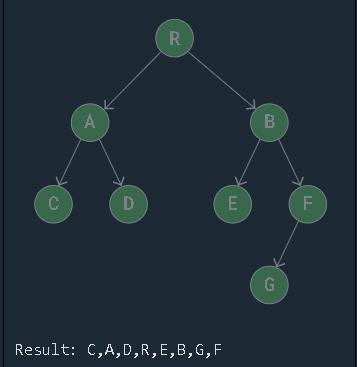 R
A B
C D E F
G
Result: C,A,D,R,E,B,G,F